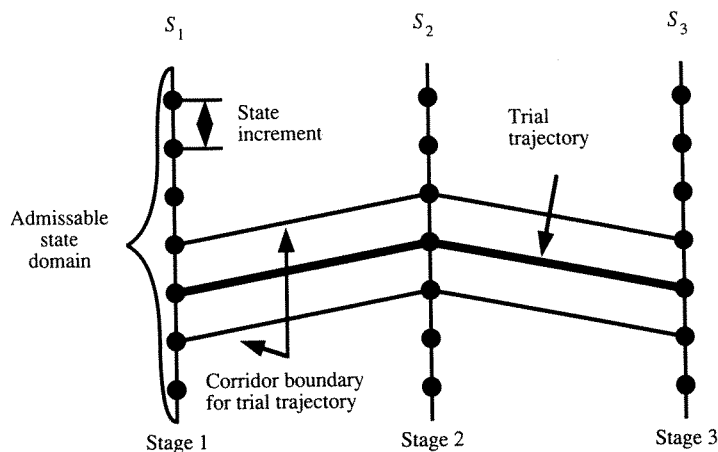 S1
S2
S3
State
increment
Trial
trajectory
Admissable
state
domain
Corridor boundary
for trial trajectory
Stage 1
Stage 2
Stage 3